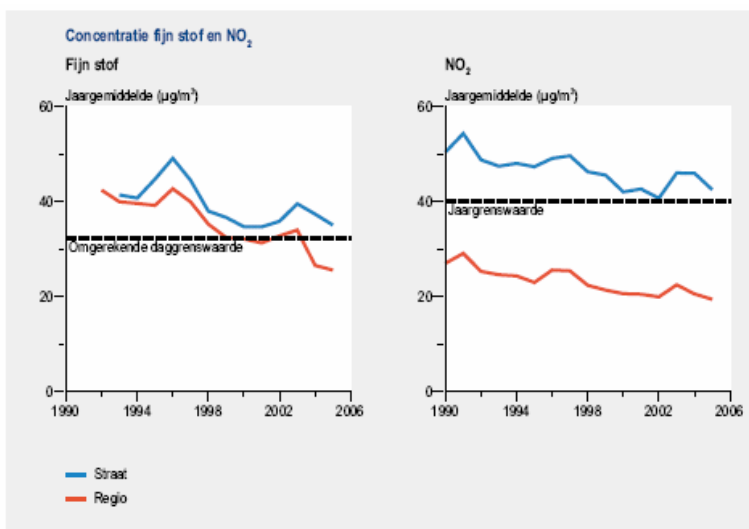 Concentratie fijn stof en NO₂
Fijn stof
Jaargemiddelde (µg/m³)
60
40
20
0
Omgerekende daggrenswaarde
1990 1994 1998 2002 2006
NO₂
Jaargemiddelde (µg/m³)
60
40
20
0
Jaargrenswaarde
1990 1994 1998 2002 2006
Straat
Regio